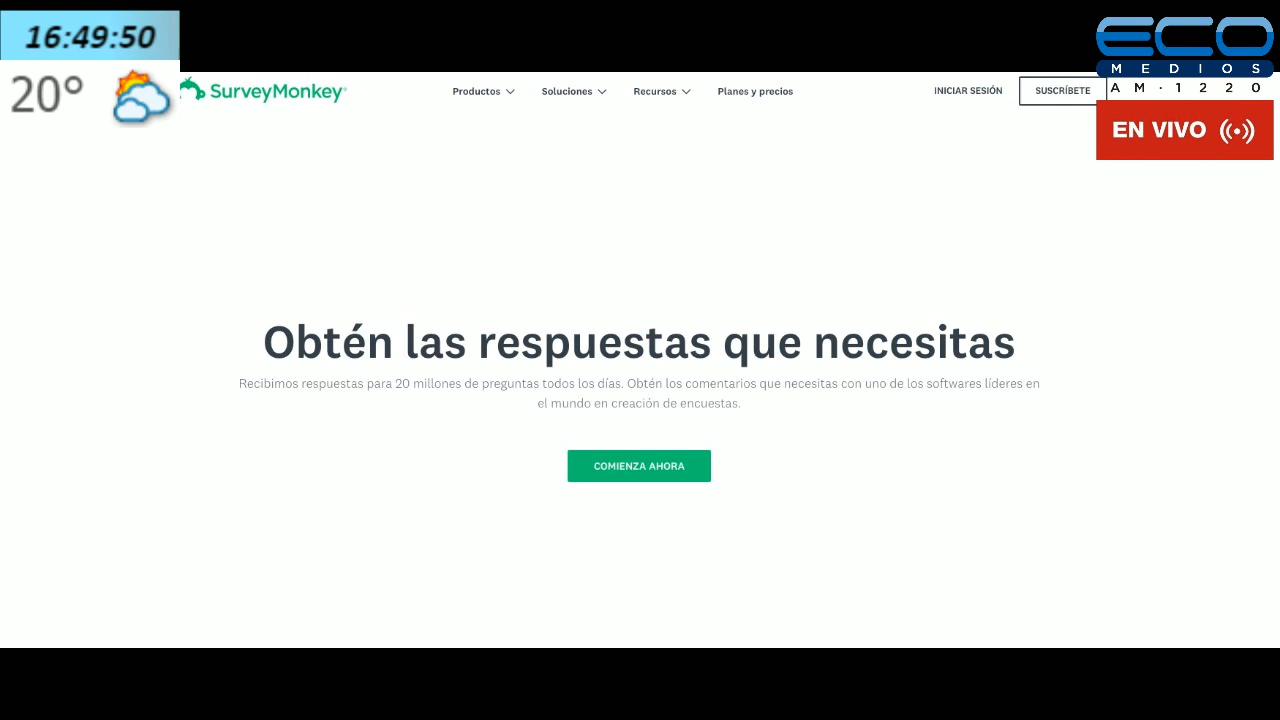 16:49:50
20°
SurveyMonkey
Productos
Soluciones
Recursos
Planes y precios
INICIAR SESIÓN
SUSCRÍBETE
ECO
MEDIOS
AM·1220
EN VIVO
Obtén las respuestas que necesitas
Recibimos respuestas para 20 millones de preguntas todos los días. Obtén los comentarios que necesitas con uno de los softwares líderes en
el mundo en creación de encuestas.
COMIENZA AHORA